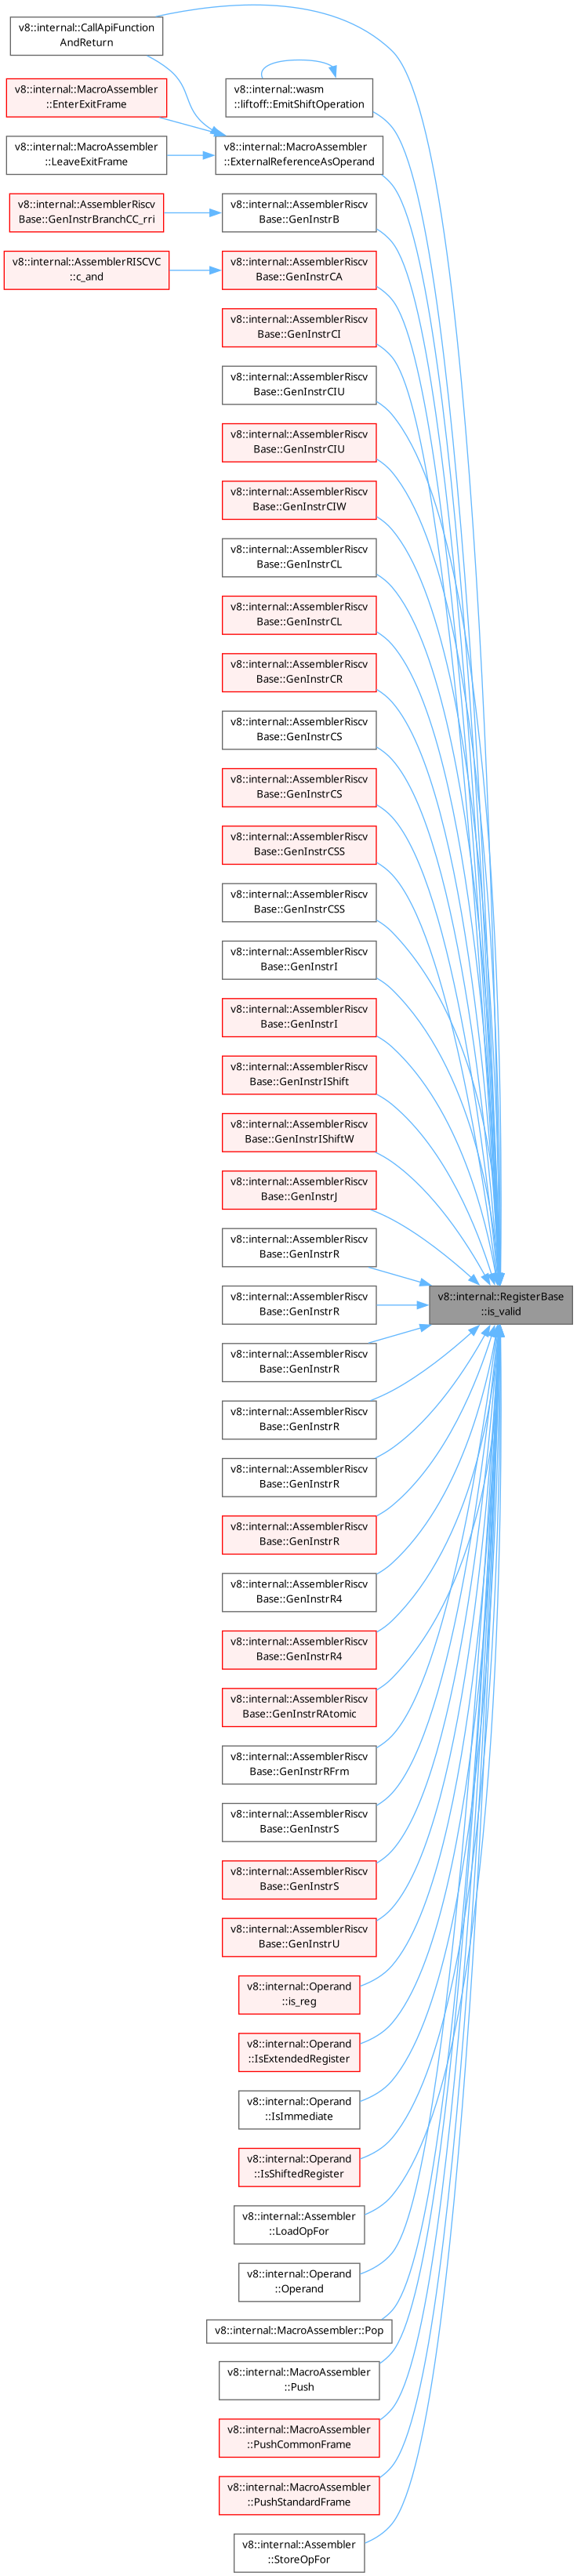 v8::internal::CallApiFunction
AndReturn
v8::internal::MacroAssembler
::EnterExitFrame
v8::internal::MacroAssembler
::LeaveExitFrame
v8::internal::AssemblerRiscv
Base::GenInstrBranchCC_rri
v8::internal::AssemblerRISCVC
::c_and
v8::internal::wasm
::liftoff::EmitShiftOperation
v8::internal::MacroAssembler
::ExternalReferenceAsOperand
v8::internal::AssemblerRiscv
Base::GenInstrB
v8::internal::AssemblerRiscv
Base::GenInstrCA
v8::internal::AssemblerRiscv
Base::GenInstrCI
v8::internal::AssemblerRiscv
Base::GenInstrCIU
v8::internal::AssemblerRiscv
Base::GenInstrCIU
v8::internal::AssemblerRiscv
Base::GenInstrCIW
v8::internal::AssemblerRiscv
Base::GenInstrCL
v8::internal::AssemblerRiscv
Base::GenInstrCL
v8::internal::AssemblerRiscv
Base::GenInstrCR
v8::internal::AssemblerRiscv
Base::GenInstrCS
v8::internal::AssemblerRiscv
Base::GenInstrCS
v8::internal::AssemblerRiscv
Base::GenInstrCSS
v8::internal::AssemblerRiscv
Base::GenInstrCSS
v8::internal::AssemblerRiscv
Base::GenInstrI
v8::internal::AssemblerRiscv
Base::GenInstrI
v8::internal::AssemblerRiscv
Base::GenInstrIShift
v8::internal::AssemblerRiscv
Base::GenInstrIShiftW
v8::internal::AssemblerRiscv
Base::GenInstrJ
v8::internal::AssemblerRiscv
Base::GenInstrR
v8::internal::AssemblerRiscv
Base::GenInstrR
v8::internal::AssemblerRiscv
Base::GenInstrR
v8::internal::AssemblerRiscv
Base::GenInstrR
v8::internal::AssemblerRiscv
Base::GenInstrR
v8::internal::AssemblerRiscv
Base::GenInstrR
v8::internal::AssemblerRiscv
Base::GenInstrR4
v8::internal::AssemblerRiscv
Base::GenInstrR4
v8::internal::AssemblerRiscv
Base::GenInstrRAtomic
v8::internal::AssemblerRiscv
Base::GenInstrRFrm
v8::internal::AssemblerRiscv
Base::GenInstrS
v8::internal::AssemblerRiscv
Base::GenInstrS
v8::internal::AssemblerRiscv
Base::GenInstrU
v8::internal::Operand
::is_reg
v8::internal::Operand
::IsExtendedRegister
v8::internal::Operand
::IsImmediate
v8::internal::Operand
::IsShiftedRegister
v8::internal::Assembler
::LoadOpFor
v8::internal::Operand
::Operand
v8::internal::MacroAssembler::Pop
v8::internal::MacroAssembler
::Push
v8::internal::MacroAssembler
::PushCommonFrame
v8::internal::MacroAssembler
::PushStandardFrame
v8::internal::Assembler
::StoreOpFor
v8::internal::RegisterBase
::is_valid